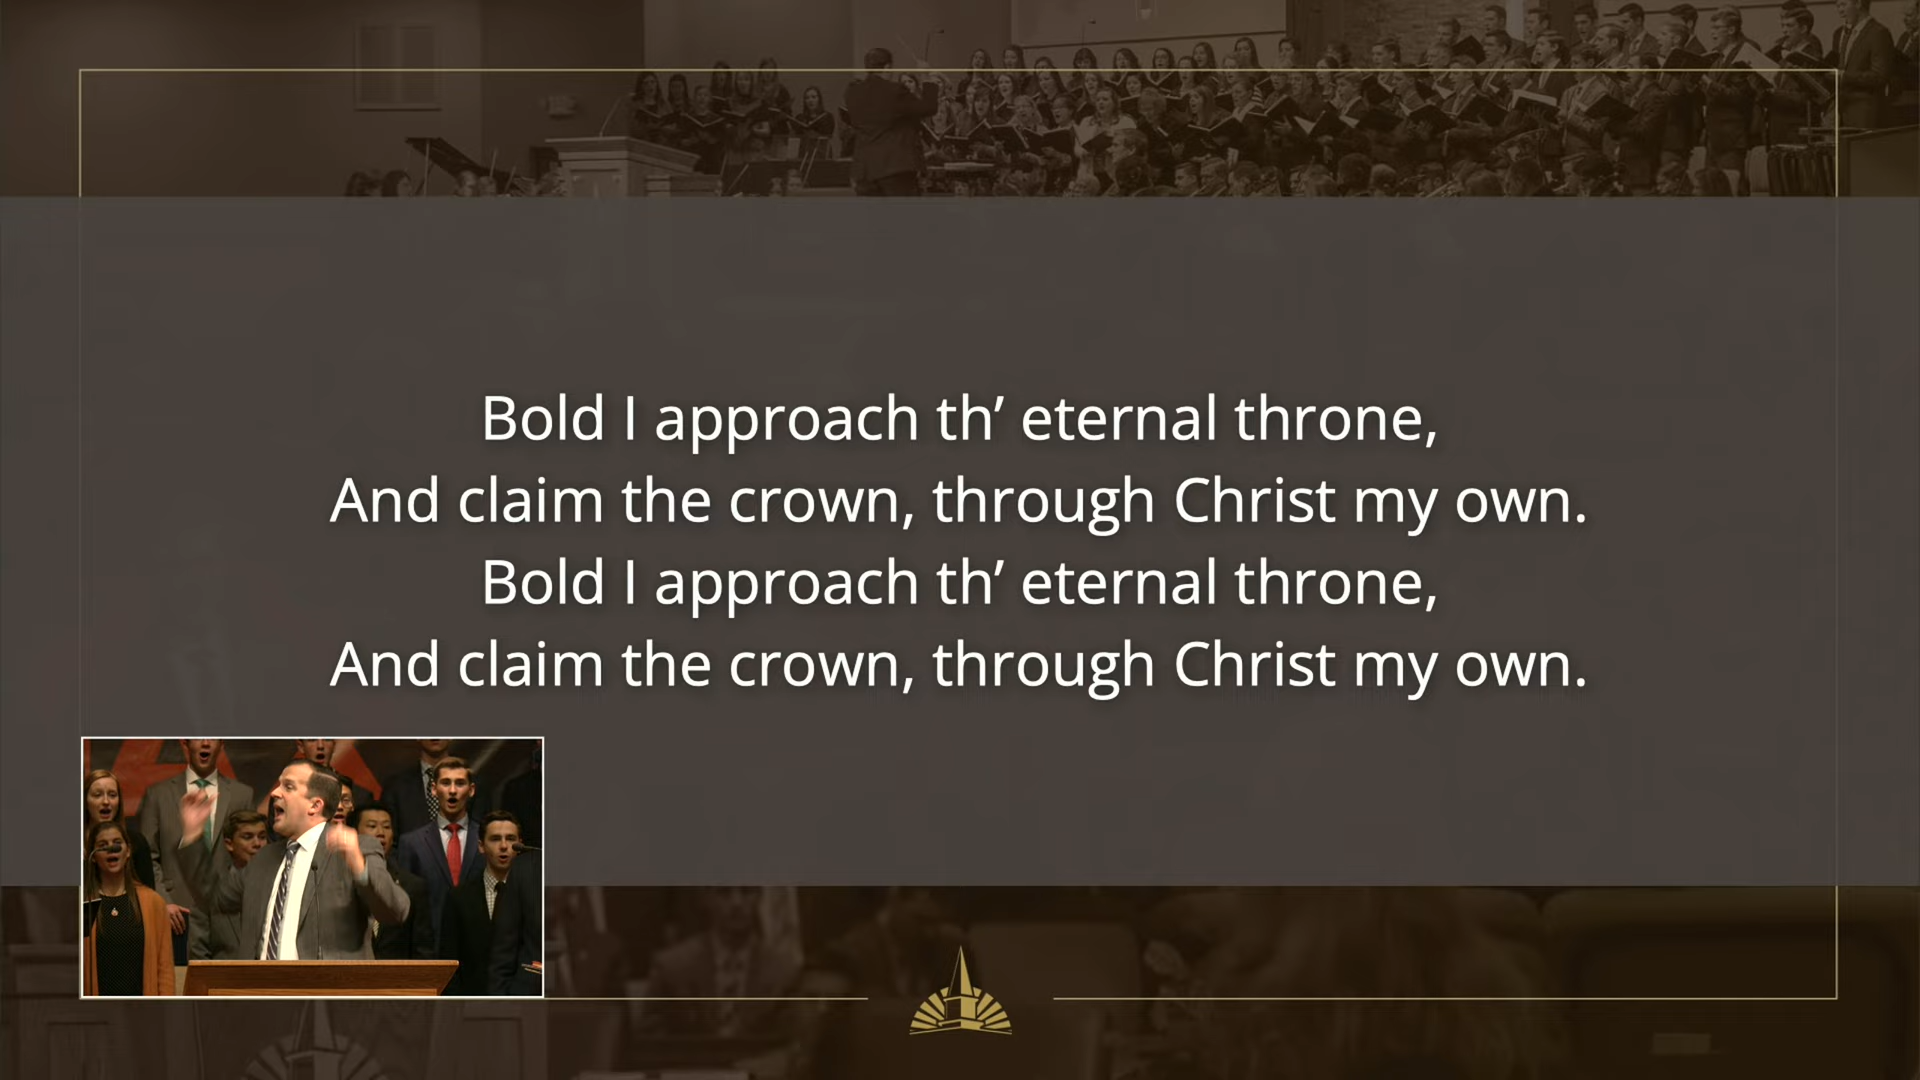 Bold I approach th’ eternal throne,
And claim the crown, through Christ my own.
Bold I approach th’ eternal throne,
And claim the crown, through Christ my own.